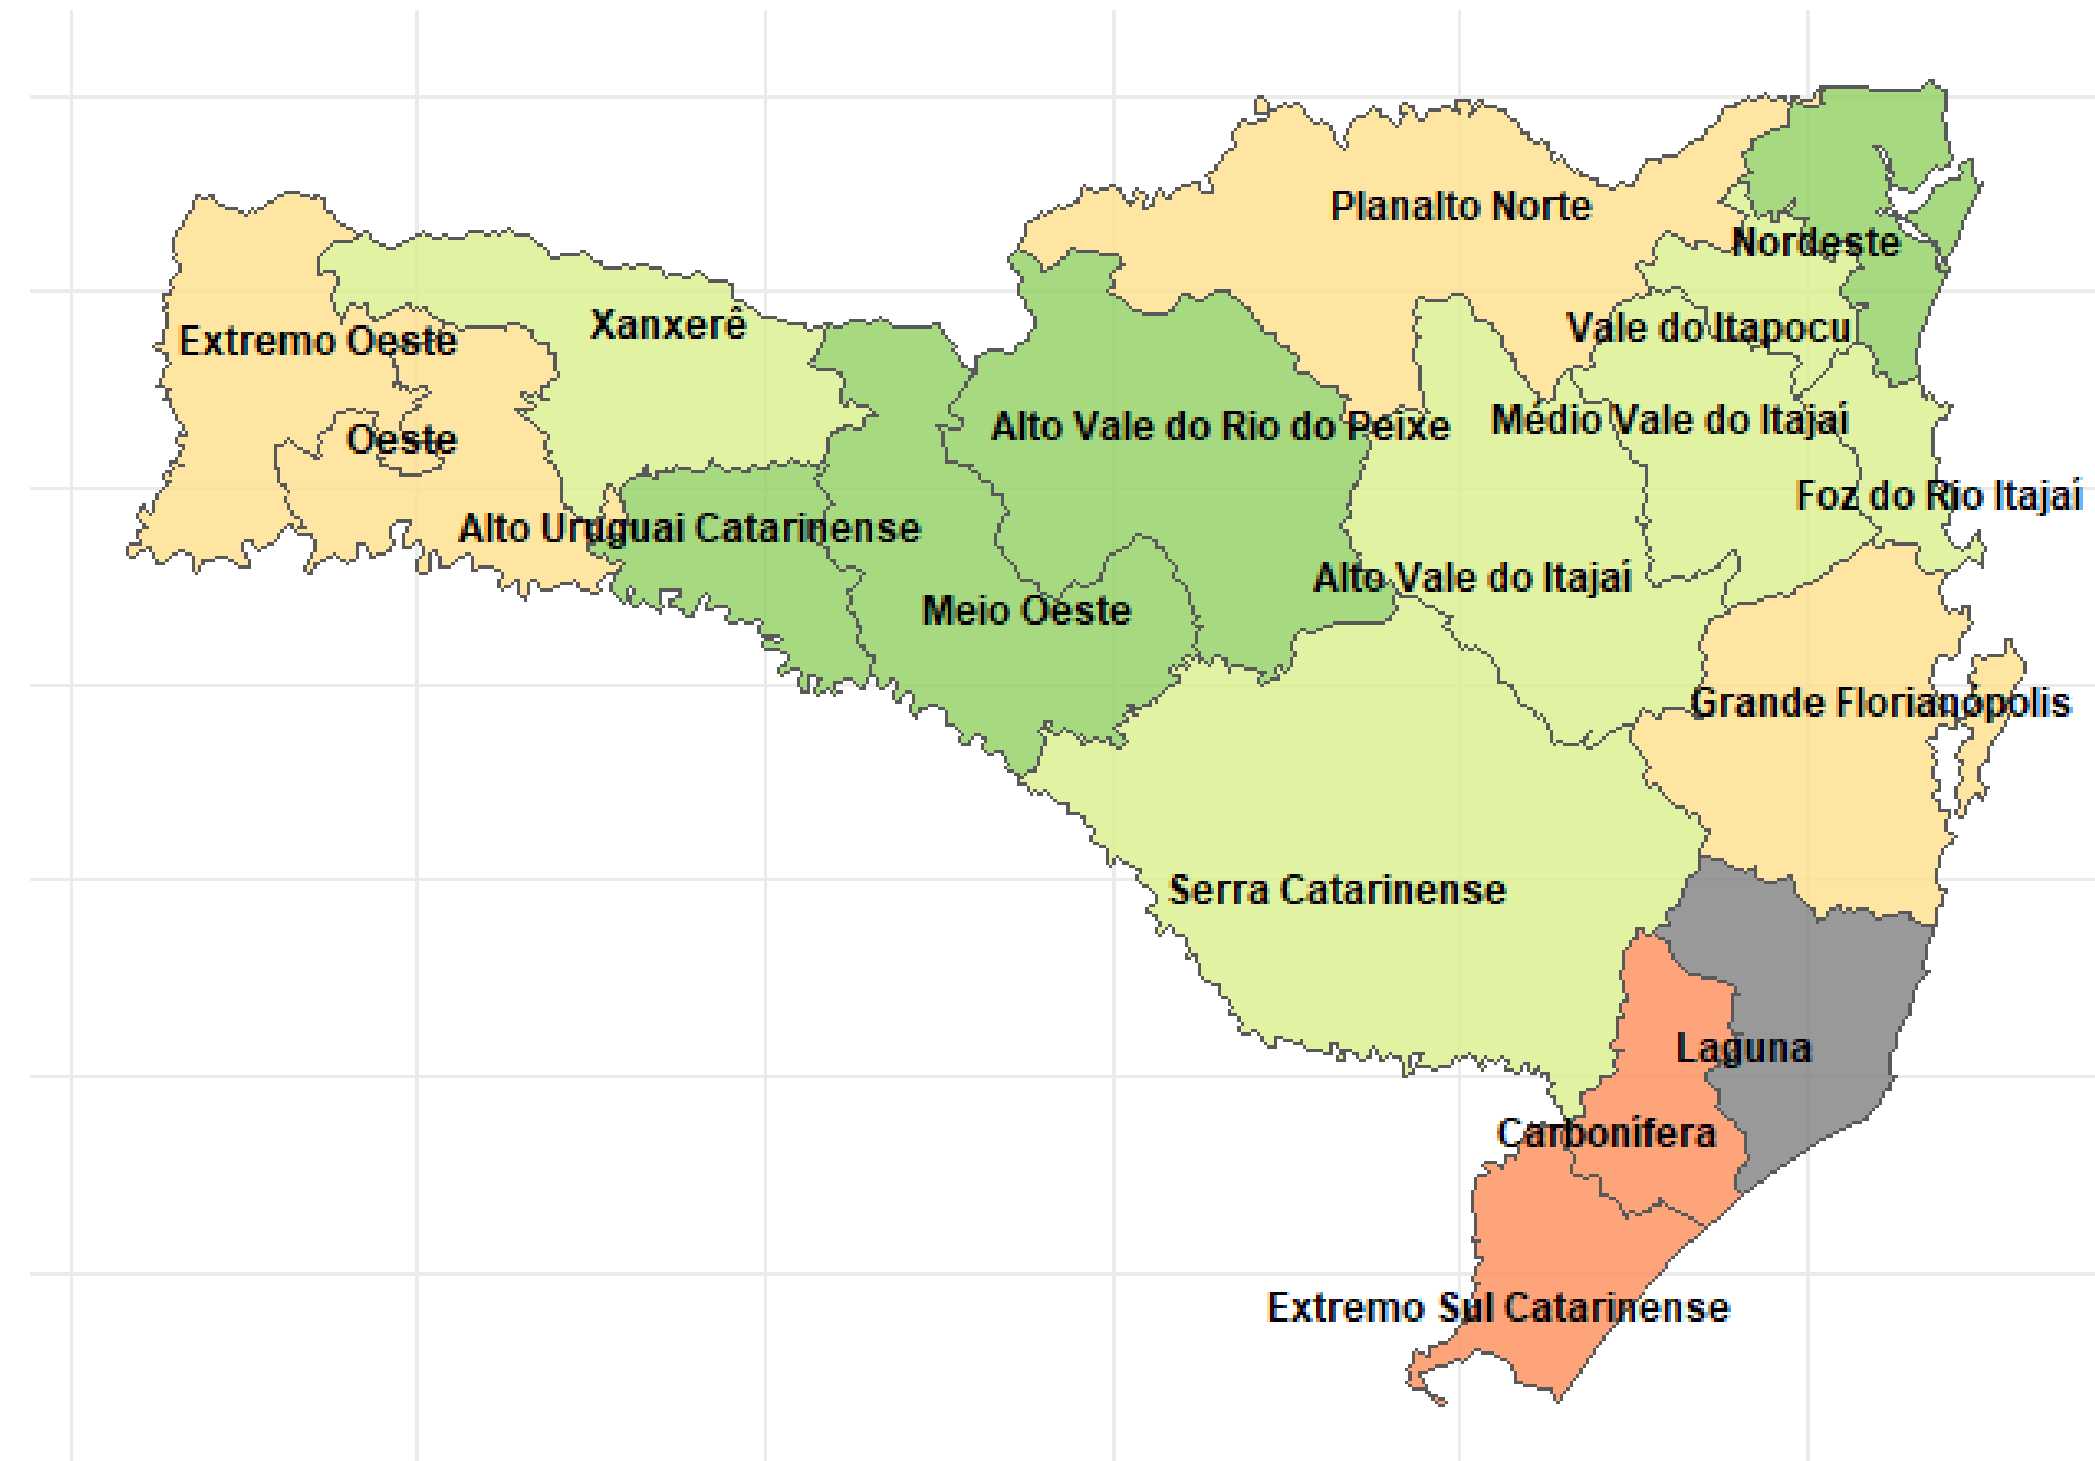 Planalto Norte
Nordeste
Xanxerê
Vale do Itapocu
Extremo Oeste
Alto Vale do Rio do Peixe
Médio Vale do Itajaí
Oeste
Foz do Rio Itajaí
Alto Uruguai Catarinense
Alto Vale do Itajaí
Meio Oeste
Grande Florianópolis
Serra Catarinense
Laguna
Carbonífera
Extremo Sul Catarinense